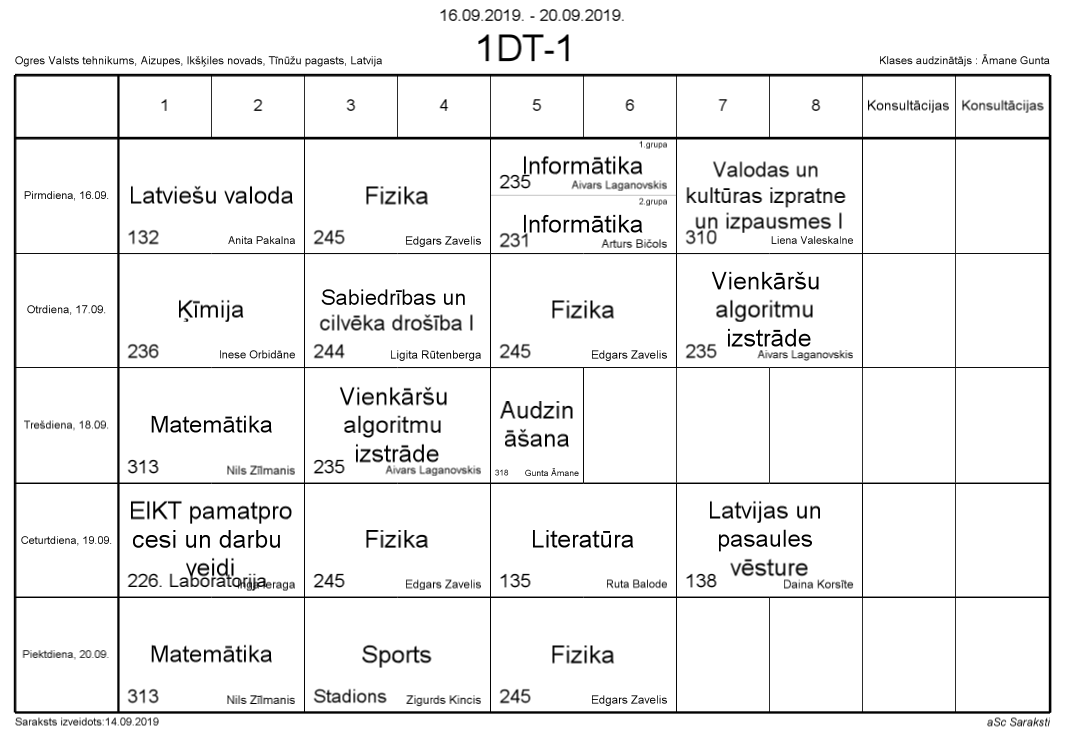 16.09.2019. - 20.09.2019.
1DT-1
Ogres Valsts tehnikums, Aizupes, Ikšķiles novads, Tīnūžu pagasts, Latvija
Klases audzinātājs : Āmane Gunta
1 2 3 4 5 6 7 8 Konsultācijas Konsultācijas
Pirmdiena, 16.09.
Latviešu valoda
132 Anita Pakalna
Fizika
245 Edgars Zavelis
1.grupa
Informātika
235 Aivars Laganovskis
2.grupa
Informātika
231 Arturs Bičols
Valodas un
kultūras izpratne
un izpausmes I
310 Liena Valeskalne
Otrdiena, 17.09.
Ķīmija
236 Inese Orbidāne
Sabiedrības un
cilvēka drošība I
244 Ligita Rūtenberga
Fizika
245 Edgars Zavelis
Vienkāršu
algoritmu
izstrāde
235 Aivars Laganovskis
Trešdiena, 18.09.
Matemātika
313 Nils Zīlmanis
Vienkāršu
algoritmu
izstrāde
235 Aivars Laganovskis
Audzin
āšana
318 Gunta Āmane
Ceturtdiena, 19.09.
EIKT pamatpro
cesi un darbu
veidi
226. Laboratorija Ieraga
Fizika
245 Edgars Zavelis
Literatūra
135 Ruta Balode
Latvijas un
pasaules
vēsture
138 Daina Korsīte
Piektdiena, 20.09.
Matemātika
313 Nils Zīlmanis
Sports
Stadions Zigurds Kincis
Fizika
245 Edgars Zavelis
Saraksts izveidots:14.09.2019
aSc Saraksti